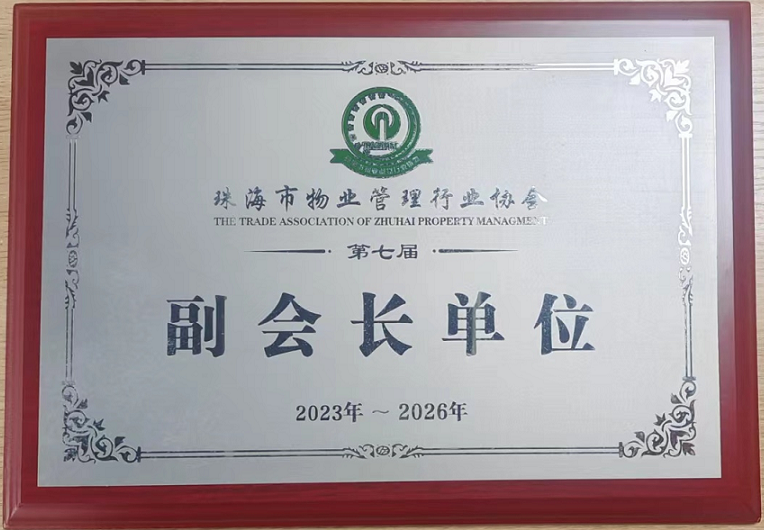 珠海市物业管理行业协会
THE TRADE ASSOCIATION OF ZHUHAI PROPERTY MANAGMENT
第七届
副会长单位
2023年～2026年